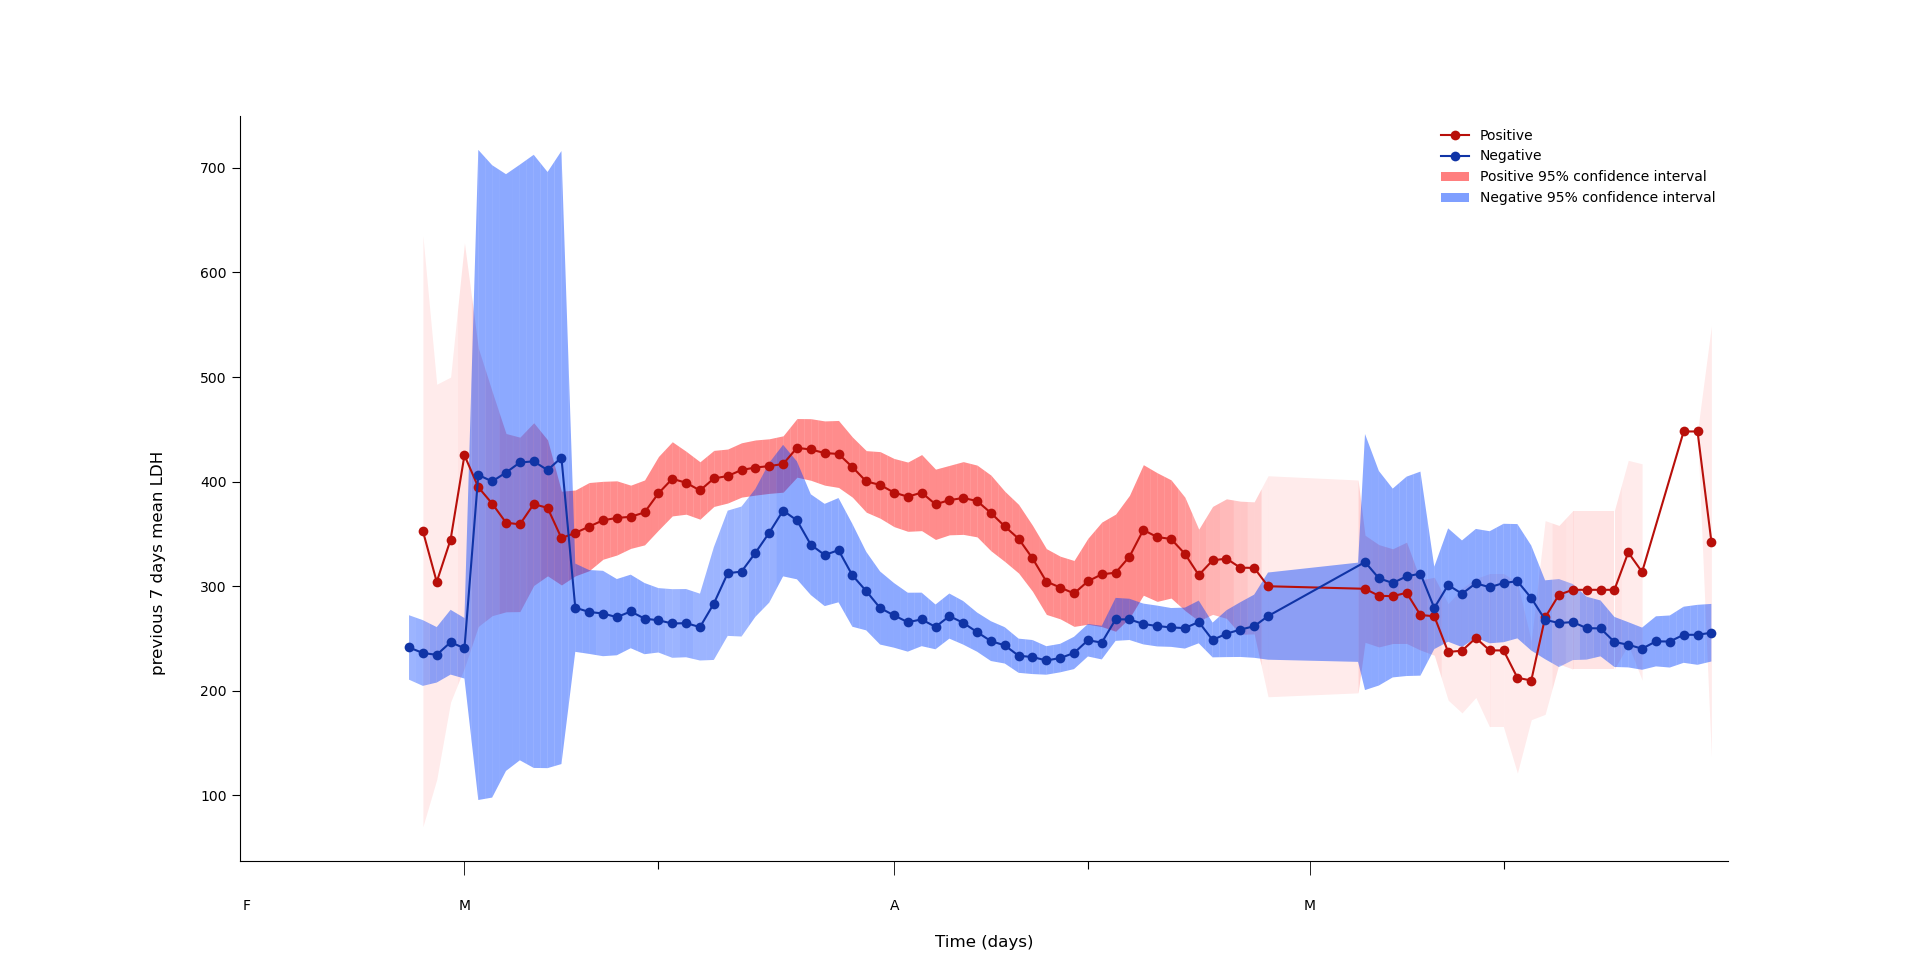 Positive
Negative
Positive 95% confidence interval
Negative 95% confidence interval
previous 7 days mean LDH
700
600
500
400
300
200
100
F M A M
Time (days)